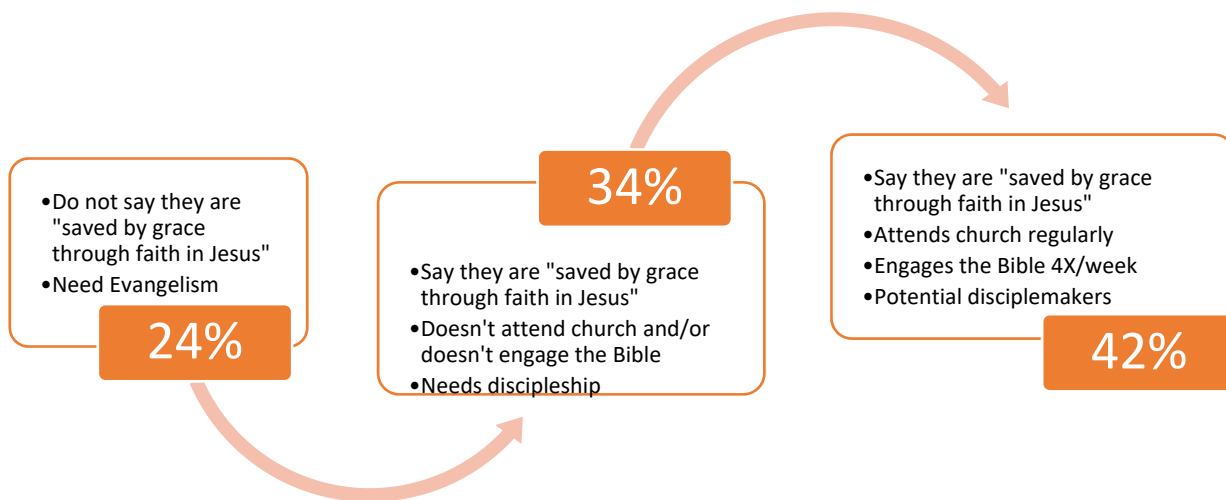 •Do not say they are
"saved by grace
through faith in Jesus"
•Need Evangelism
24%
34%
•Say they are "saved by grace
through faith in Jesus"
•Doesn't attend church and/or
doesn't engage the Bible
•Needs discipleship
•Say they are "saved by grace
through faith in Jesus"
•Attends church regularly
•Engages the Bible 4X/week
•Potential disciplemakers
42%